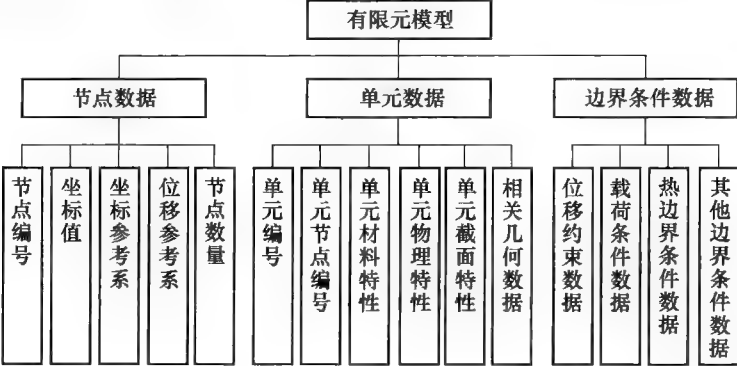 有限元模型
节点数据
单元数据
边界条件数据
节点编号
坐标值
坐标参考系
位移参考系
节点数量
单元编号
单元节点编号
单元材料特性
单元物理特性
单元截面特性
相关几何数据
位移约束数据
载荷条件数据
热边界条件数据
其他边界条件数据